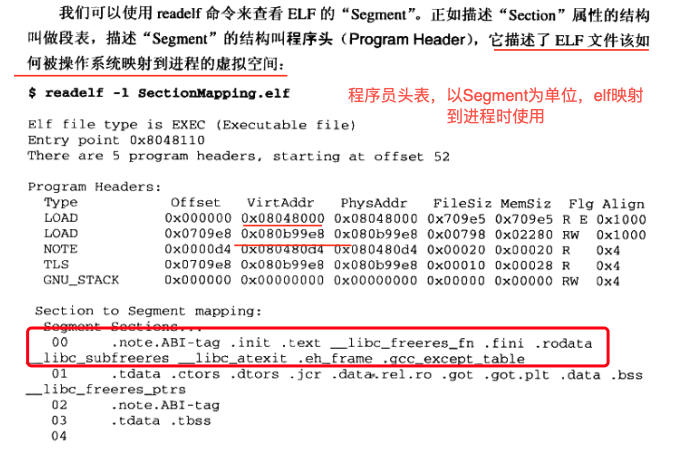 我们可以使用 readelf 命令来查看 ELF 的“Segment”。正如描述“Section”属性的结构
叫做段表，描述“Segment”的结构叫程序头（Program Header），它描述了 ELF 文件该如
何被操作系统映射到进程的虚拟空间：
$ readelf -l SectionMapping.elf
程序员头表，以Segment为单位，elf映射
到进程时使用
Elf file type is EXEC (Executable file)
Entry point 0x8048110
There are 5 program headers, starting at offset 52
Program Headers:
Type Offset VirtAddr PhysAddr FileSiz MemSiz Flg Align
LOAD 0x000000 0x08048000 0x08048000 0x709e5 0x709e5 R E 0x1000
LOAD 0x0709e8 0x080b99e8 0x080b99e8 0x00798 0x02280 RW 0x1000
NOTE 0x0000d4 0x080480d4 0x080480d4 0x00020 0x00020 R 0x4
TLS 0x0709e8 0x080b99e8 0x080b99e8 0x00010 0x00028 R 0x4
GNU_STACK 0x000000 0x00000000 0x00000000 0x00000 0x00000 RW 0x4
Section to Segment mapping:
Segment Sections...
00 .note.ABI-tag .init .text __libc_freeres_fn .fini .rodata
__libc_subfreeres __libc_atexit .eh_frame .gcc_except_table
01 .tdata .ctors .dtors .jcr .data.rel.ro .got .got.plt .data .bss
__libc_freeres_ptrs
02 .note.ABI-tag
03 .tdata .tbss
04